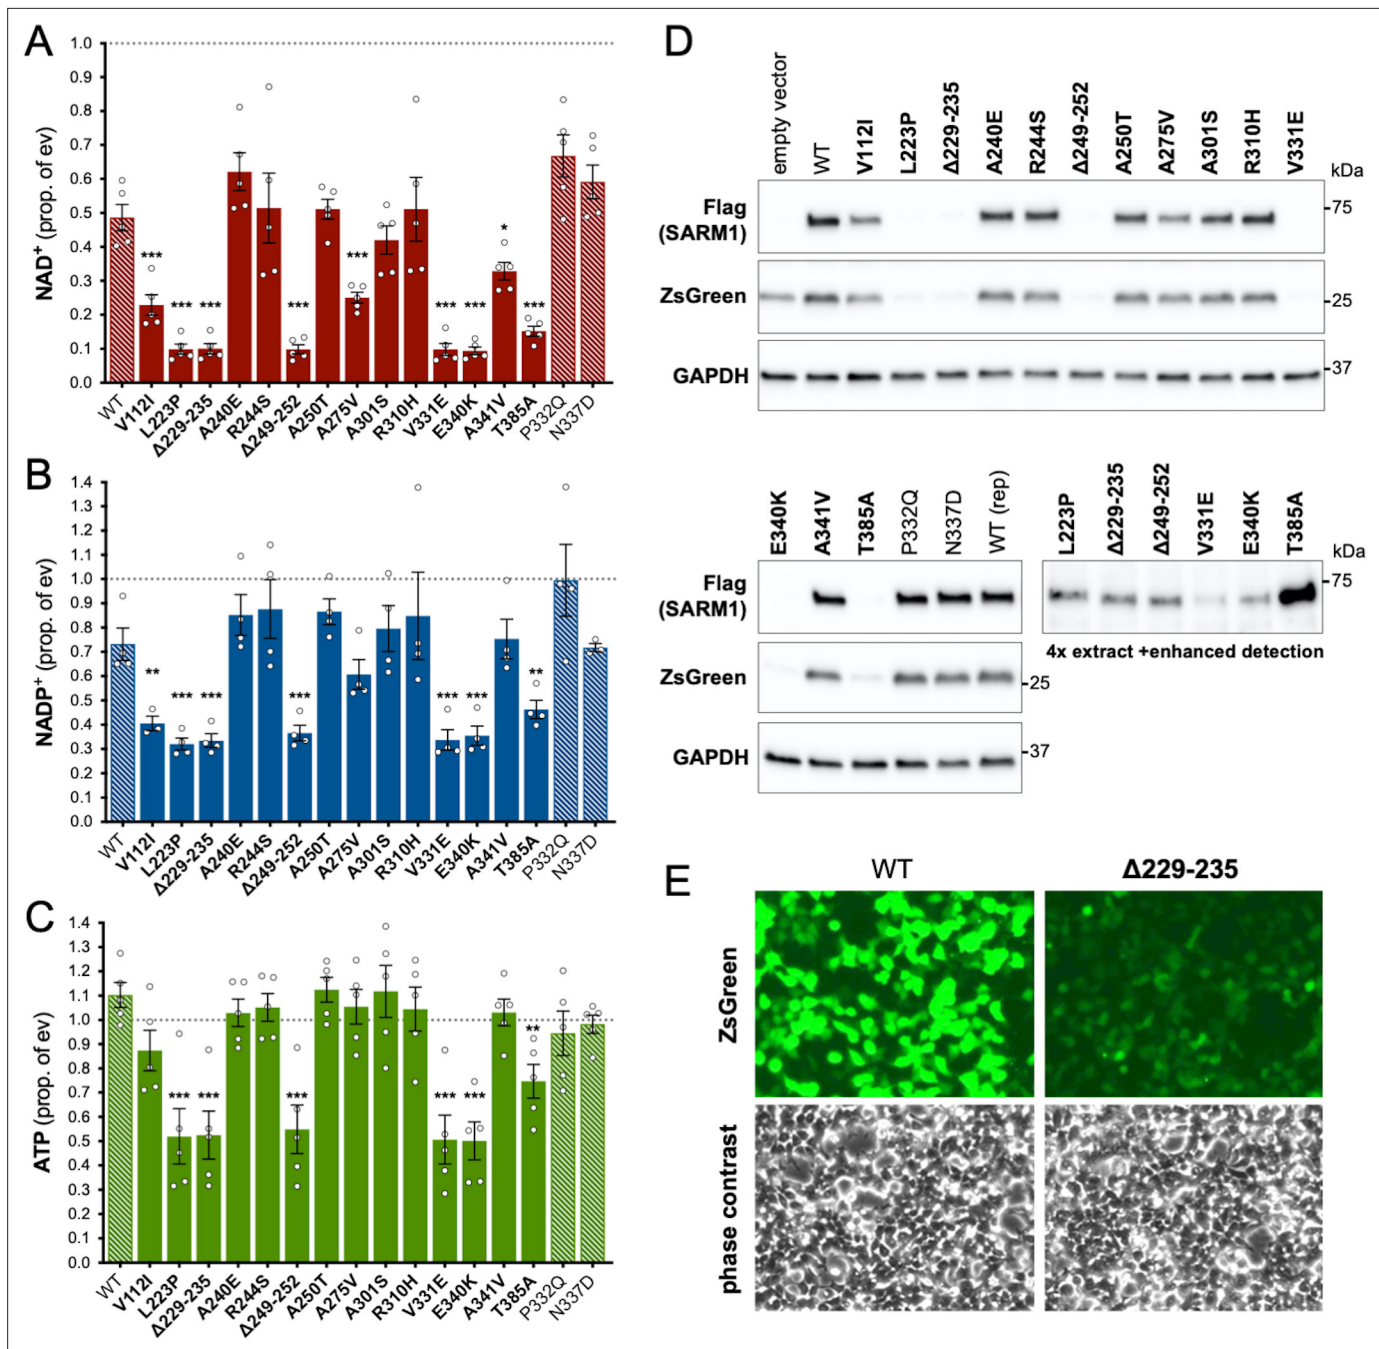 A
NAD+ (prop. of ev)
1.0
0.9
0.8
0.7
0.6
0.5
0.4
0.3
0.2
0.1
0.0
*** *** *** *** *** *** *** * ***
WT V112I L223P Δ229-235 A240E R244S Δ249-252 A250T A275V A301S R310H V331E E340K A341V T385A P332Q N337D
B
NADP+ (prop. of ev)
1.4
1.3
1.2
1.1
1.0
0.9
0.8
0.7
0.6
0.5
0.4
0.3
0.2
0.1
0.0
** *** *** *** *** *** **
WT V112I L223P Δ229-235 A240E R244S Δ249-252 A250T A275V A301S R310H V331E E340K A341V T385A P332Q N337D
C
ATP (prop. of ev)
1.4
1.3
1.2
1.1
1.0
0.9
0.8
0.7
0.6
0.5
0.4
0.3
0.2
0.1
0.0
*** *** *** *** *** **
WT V112I L223P Δ229-235 A240E R244S Δ249-252 A250T A275V A301S R310H V331E E340K A341V T385A P332Q N337D
D
empty vector WT V112I L223P Δ229-235 A240E R244S Δ249-252 A250T A275V A301S R310H V331E
kDa
Flag
(SARM1)
75
ZsGreen
25
GAPDH
37
E340K A341V T385A P332Q N337D WT (rep)
L223P Δ229-235 Δ249-252 V331E E340K T385A
kDa
Flag
(SARM1)
75
4x extract +enhanced detection
ZsGreen
25
GAPDH
37
E
WT Δ229-235
ZsGreen
phase contrast